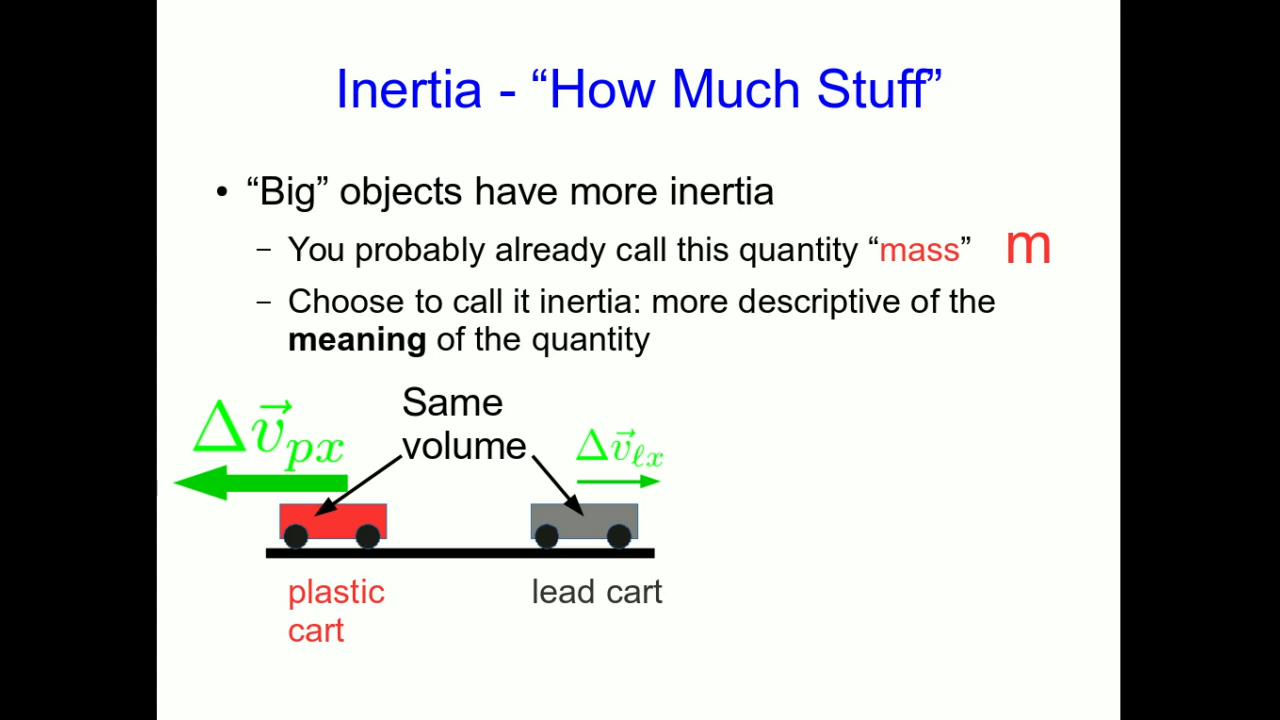 Inertia - “How Much Stuff”
• “Big” objects have more inertia
– You probably already call this quantity “mass” m
– Choose to call it inertia: more descriptive of the
meaning of the quantity
Same
volume
Δv⃗ₚₓ
Δv⃗ℓₓ
plastic
cart
lead cart